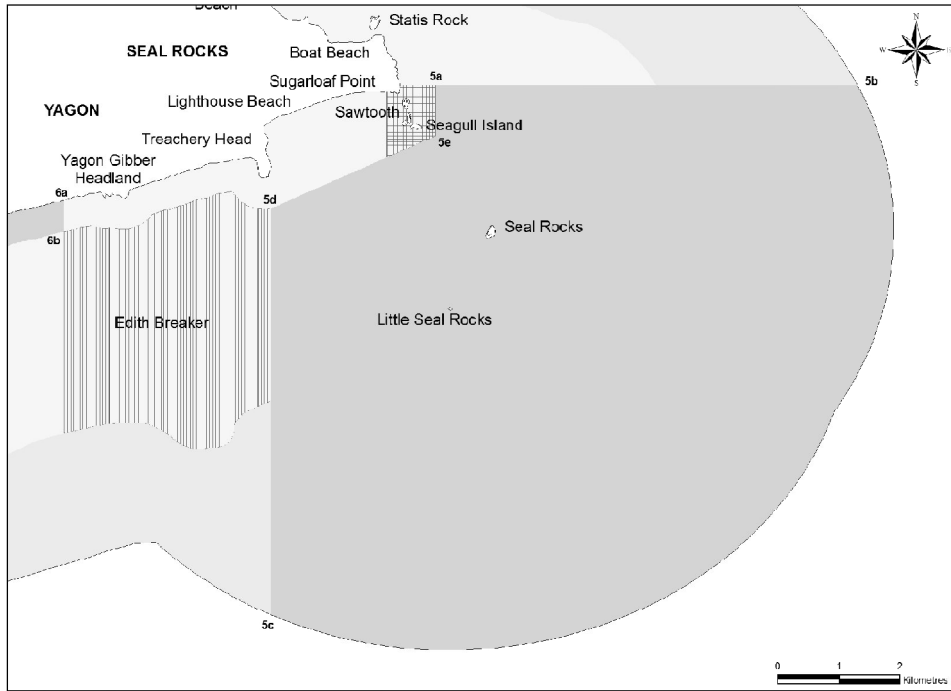 Beach
Statis Rock
SEAL ROCKS
Boat Beach
N
W
E
S
Sugarloaf Point
5a
5b
Lighthouse Beach
YAGON
Sawtooth
Seagull Island
Treachery Head
5e
Yagon Gibber
Headland
6a
5d
6b
Seal Rocks
Edith Breaker
Little Seal Rocks
5c
0 1 2
Kilometres